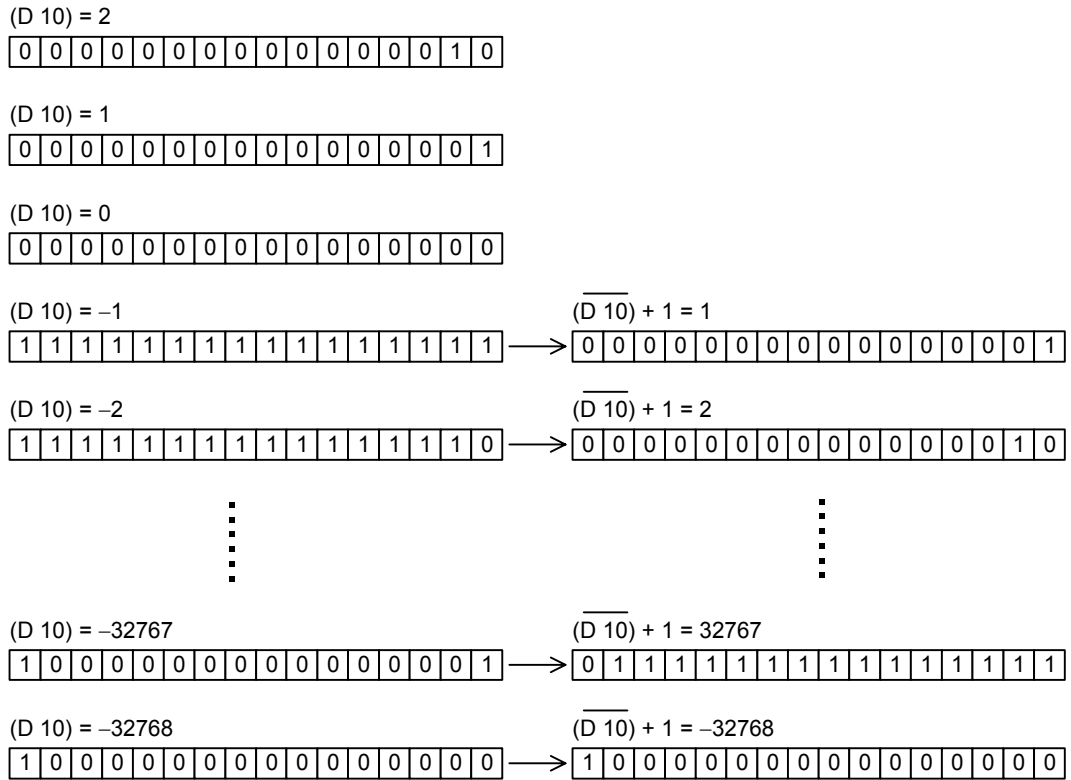 (D 10) = 2
0 0 0 0 0 0 0 0 0 0 0 0 0 0 1 0
(D 10) = 1
0 0 0 0 0 0 0 0 0 0 0 0 0 0 0 1
(D 10) = 0
0 0 0 0 0 0 0 0 0 0 0 0 0 0 0 0
(D 10) = −1 (D̅ ̅1̅0̅) + 1 = 1
1 1 1 1 1 1 1 1 1 1 1 1 1 1 1 1 → 0 0 0 0 0 0 0 0 0 0 0 0 0 0 0 1
(D 10) = −2 (D̅ ̅1̅0̅) + 1 = 2
1 1 1 1 1 1 1 1 1 1 1 1 1 1 1 0 → 0 0 0 0 0 0 0 0 0 0 0 0 0 0 1 0
(D 10) = −32767 (D̅ ̅1̅0̅) + 1 = 32767
1 0 0 0 0 0 0 0 0 0 0 0 0 0 0 1 → 0 1 1 1 1 1 1 1 1 1 1 1 1 1 1 1
(D 10) = −32768 (D̅ ̅1̅0̅) + 1 = −32768
1 0 0 0 0 0 0 0 0 0 0 0 0 0 0 0 → 1 0 0 0 0 0 0 0 0 0 0 0 0 0 0 0